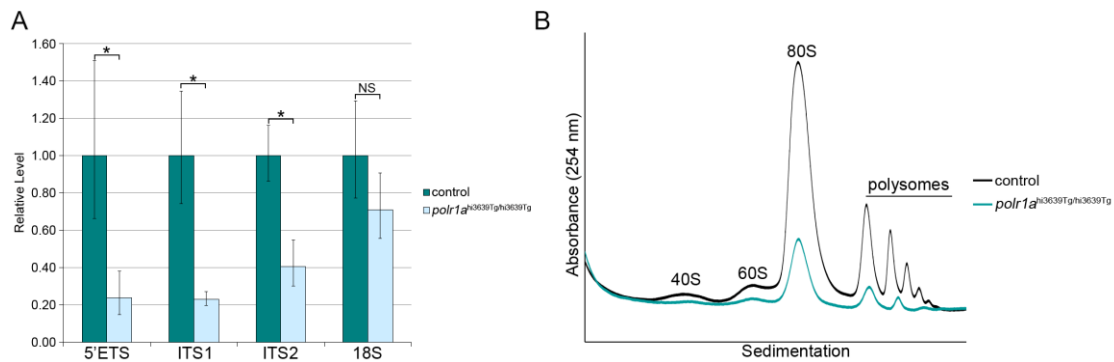 A
1.60
1.40
1.20
1.00
0.80
0.60
0.40
0.20
0.00
Relative Level
*
*
*
NS
5'ETS ITS1 ITS2 18S
control
polr1a^hi3639Tg/hi3639Tg
B
Absorbance (254 nm)
40S
60S
80S
polysomes
Sedimentation
control
polr1a^hi3639Tg/hi3639Tg